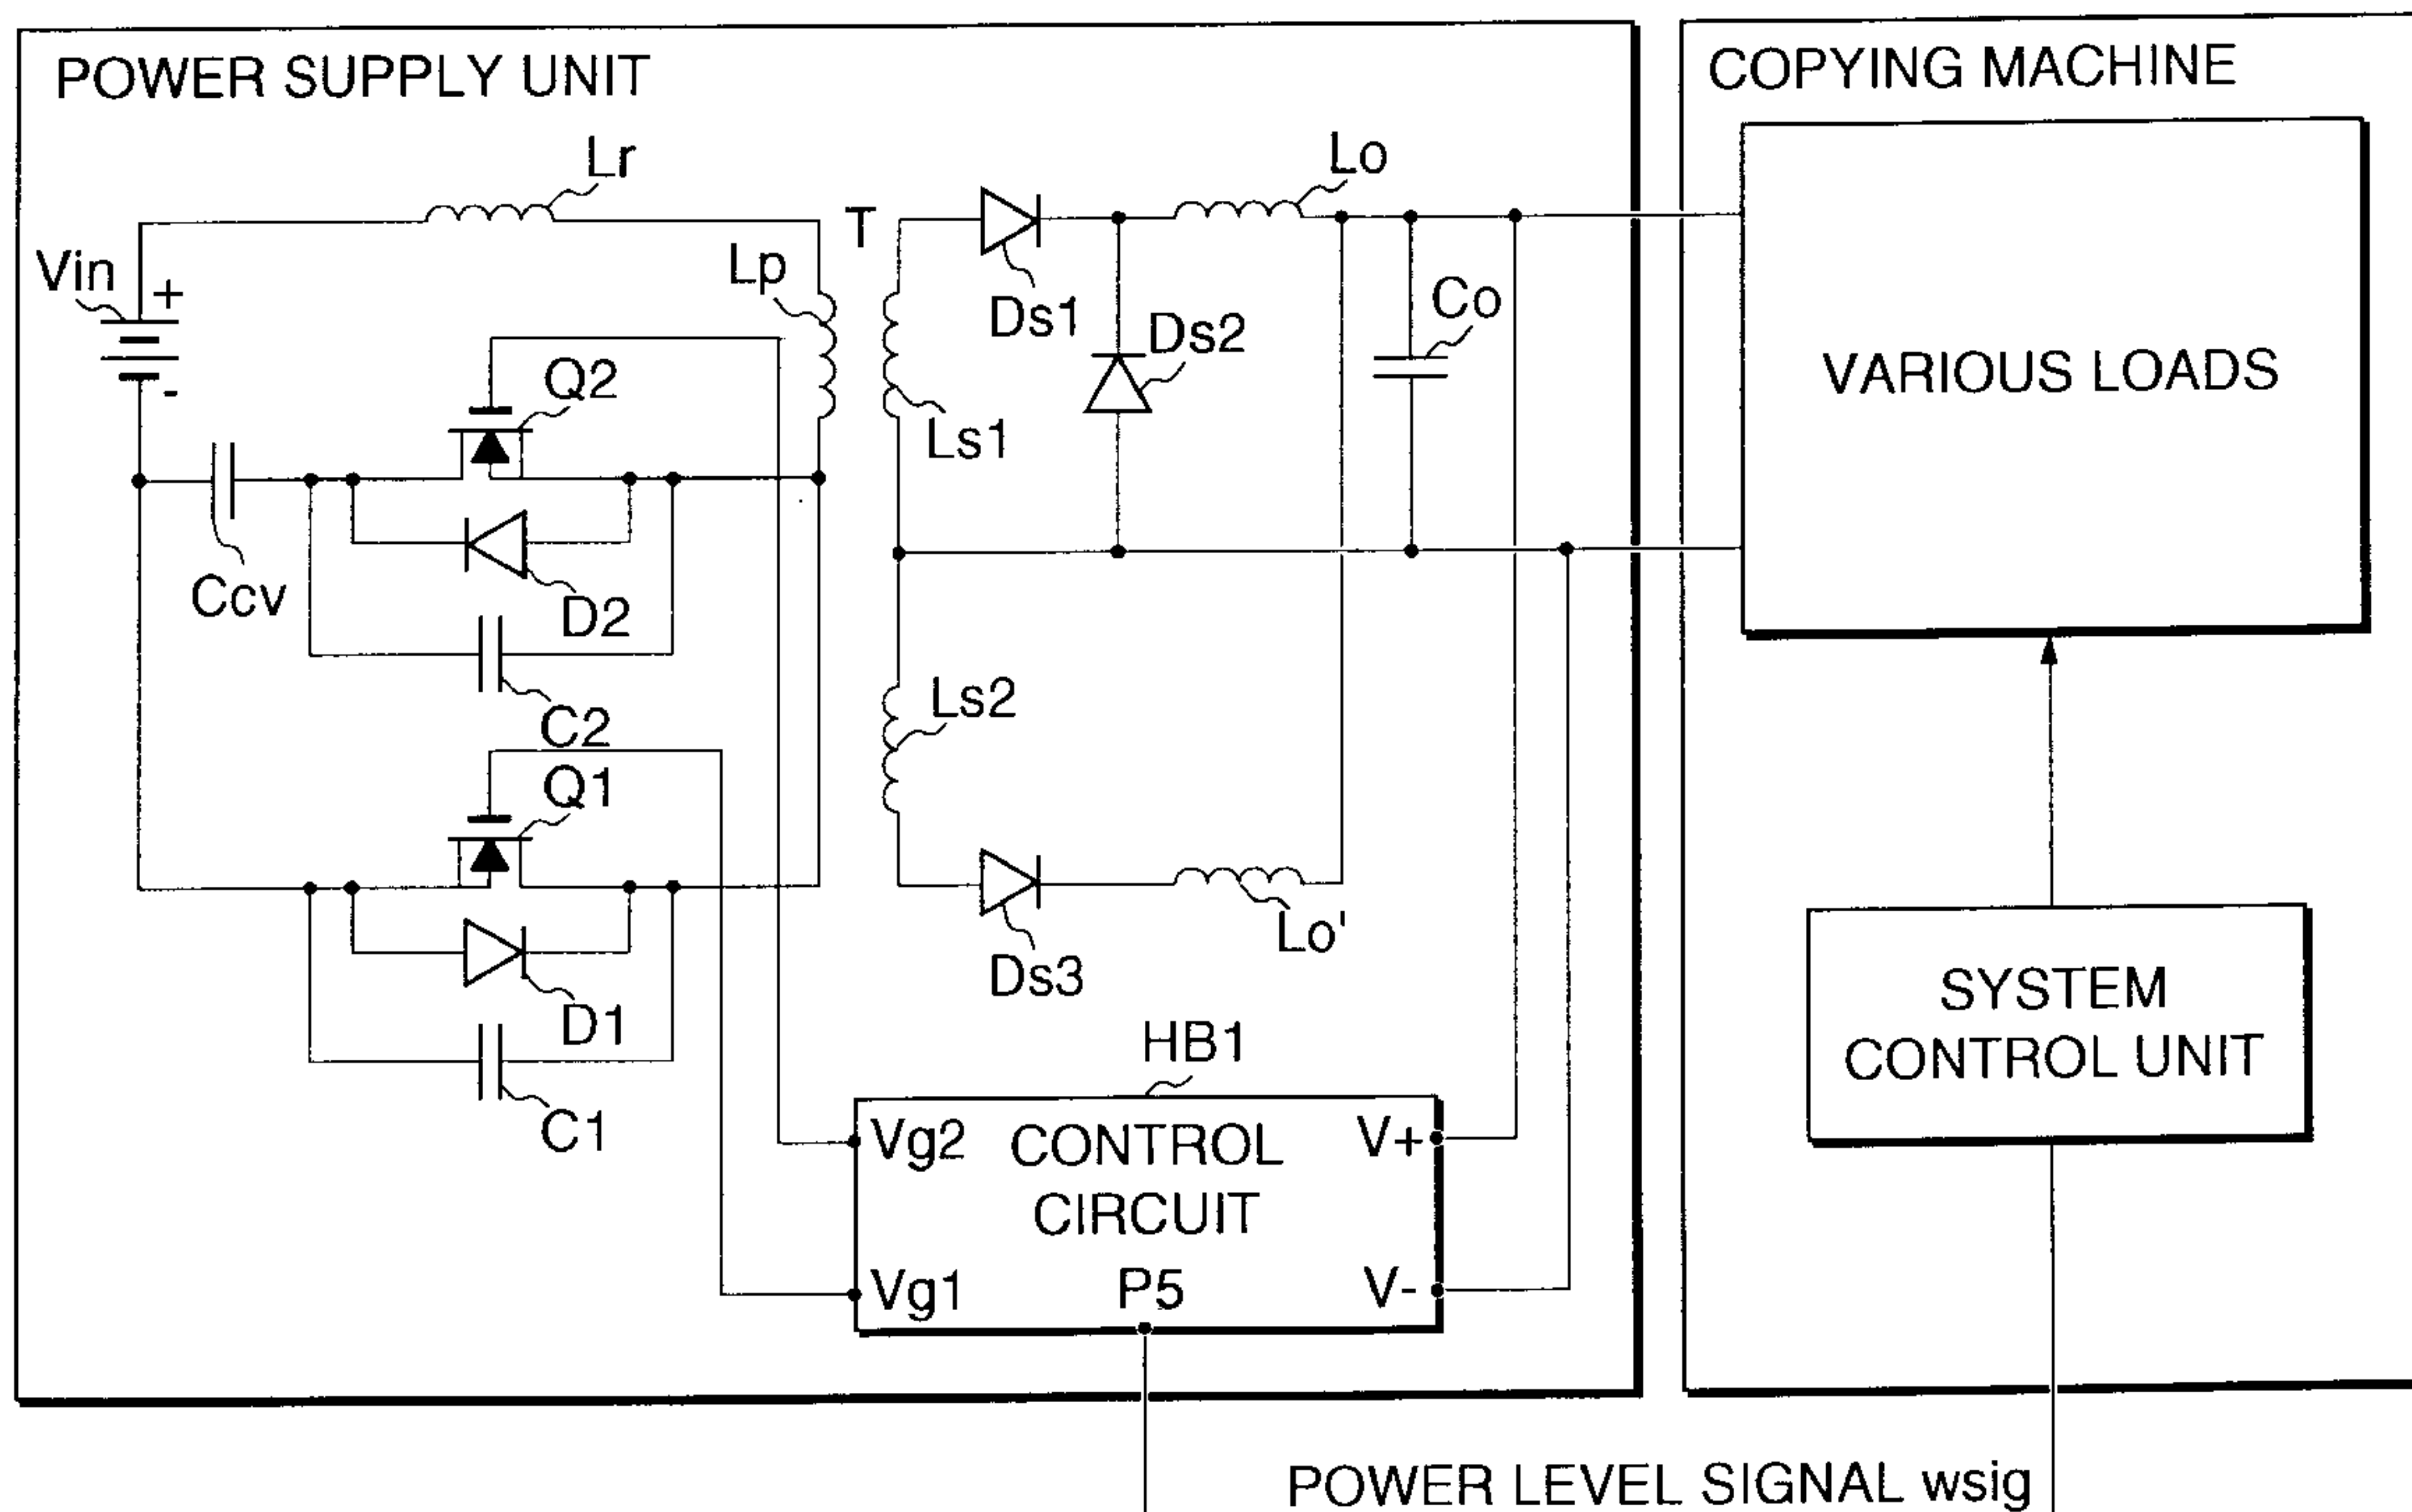 POWER SUPPLY UNIT
COPYING MACHINE
Lr
Lo
T
Vin
+
-
Lp
Ds1
Ds2
Co
VARIOUS LOADS
Q2
Ls1
Ccv
D2
C2
Ls2
Q1
Lo'
Ds3
D1
C1
HB1
SYSTEM
CONTROL UNIT
Vg2
CONTROL
CIRCUIT
V+
Vg1
P5
V-
POWER LEVEL SIGNAL wsig